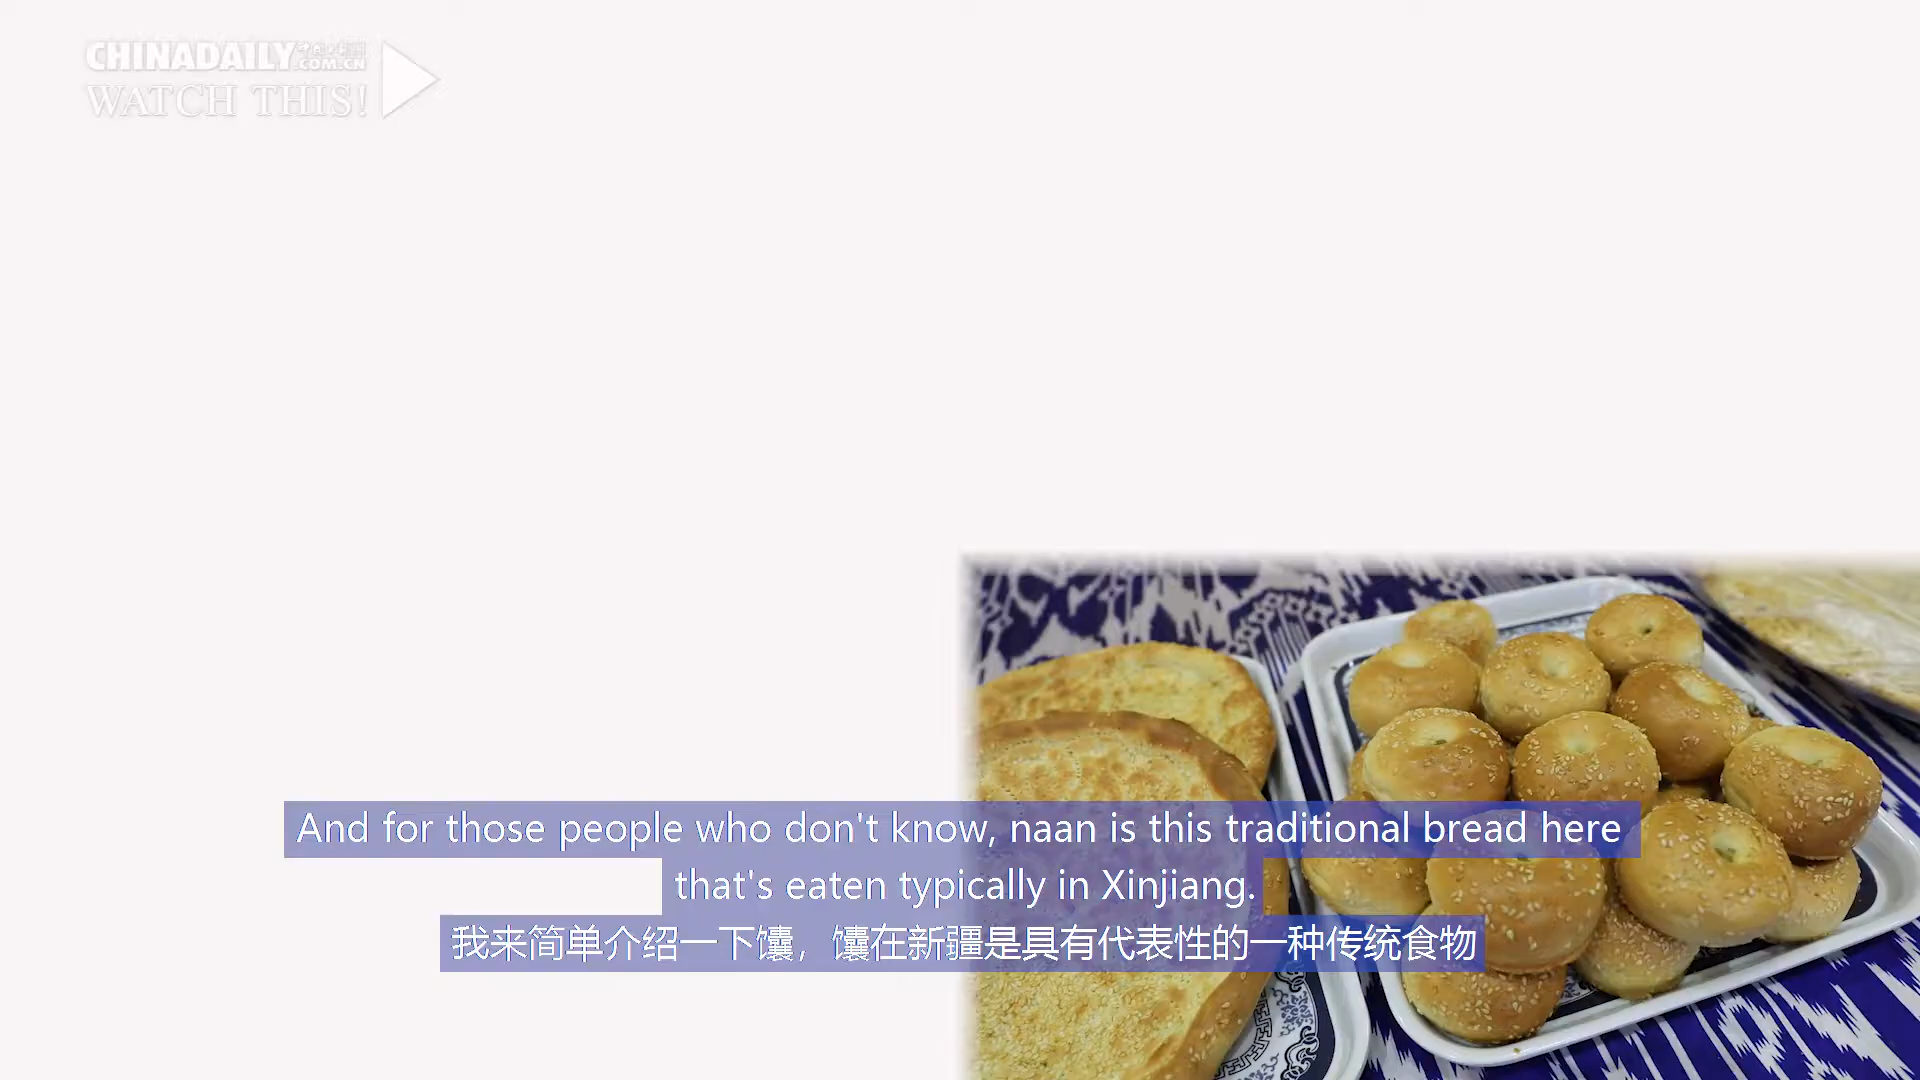 CHINADAILY
.COM.CN
WATCH THIS!
And for those people who don't know, naan is this traditional bread here
that's eaten typically in Xinjiang.
我来简单介绍一下馕，馕在新疆是具有代表性的一种传统食物